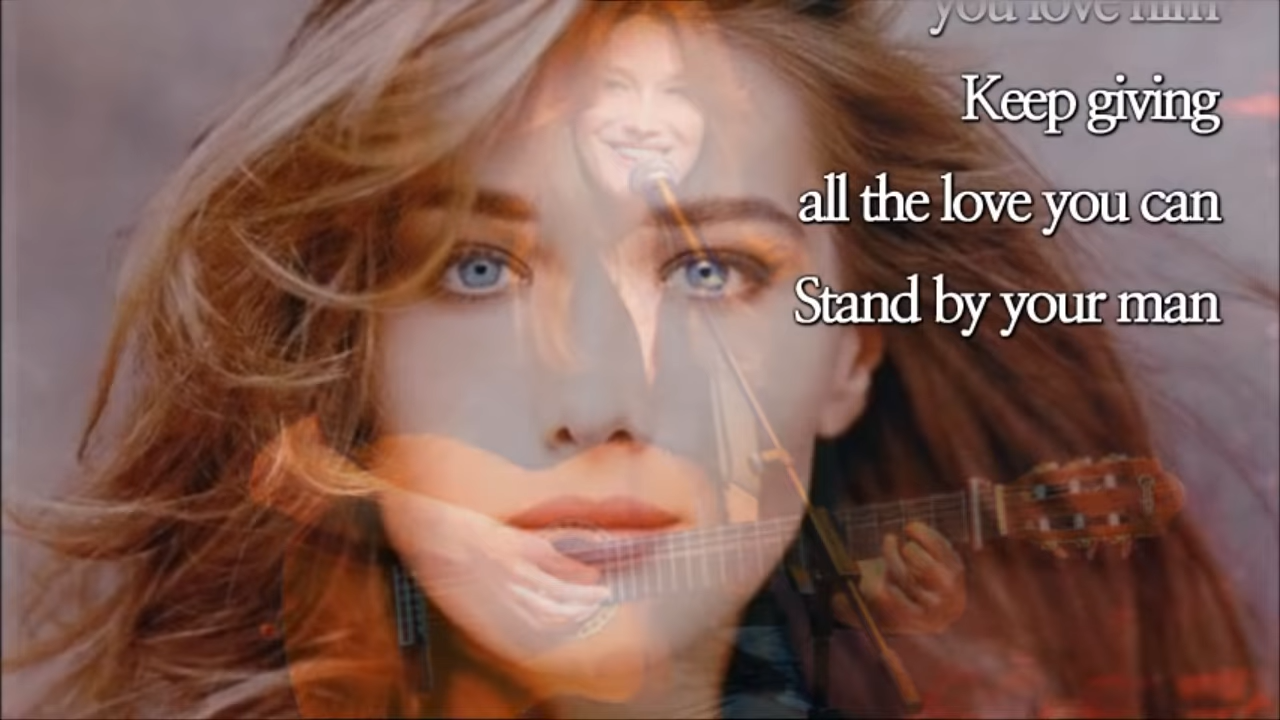 you love him
Keep giving
all the love you can
Stand by your man